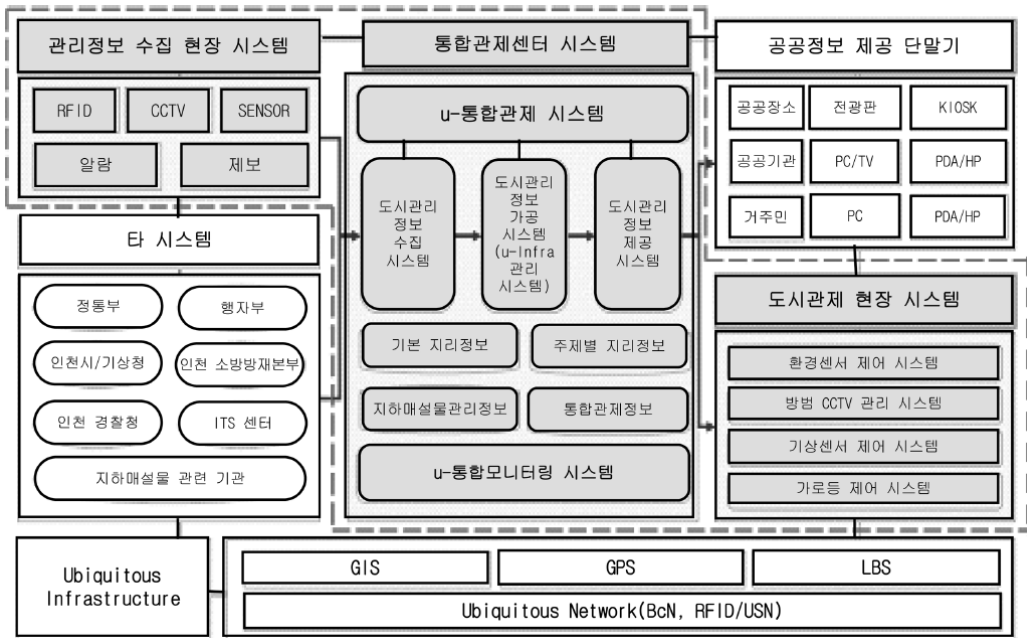 관리정보 수집 현장 시스템
통합관제센터 시스템
공공정보 제공 단말기
RFID
CCTV
SENSOR
알람
제보
타 시스템
정통부
행자부
인천시/기상청
인천 소방방재본부
인천 경찰청
ITS 센터
지하매설물 관련 기관
u-통합관제 시스템
도시관리
정보
수집
시스템
도시관리
정보
가공
시스템
(u-Infra
관리
시스템)
도시관리
정보
제공
시스템
기본 지리정보
주제별 지리정보
지하매설물관리정보
통합관제정보
u-통합모니터링 시스템
공공장소
전광판
KIOSK
공공기관
PC/TV
PDA/HP
거주민
PC
PDA/HP
도시관제 현장 시스템
환경센서 제어 시스템
방범 CCTV 관리 시스템
기상센서 제어 시스템
가로등 제어 시스템
Ubiquitous
Infrastructure
GIS
GPS
LBS
Ubiquitous Network(BcN, RFID/USN)